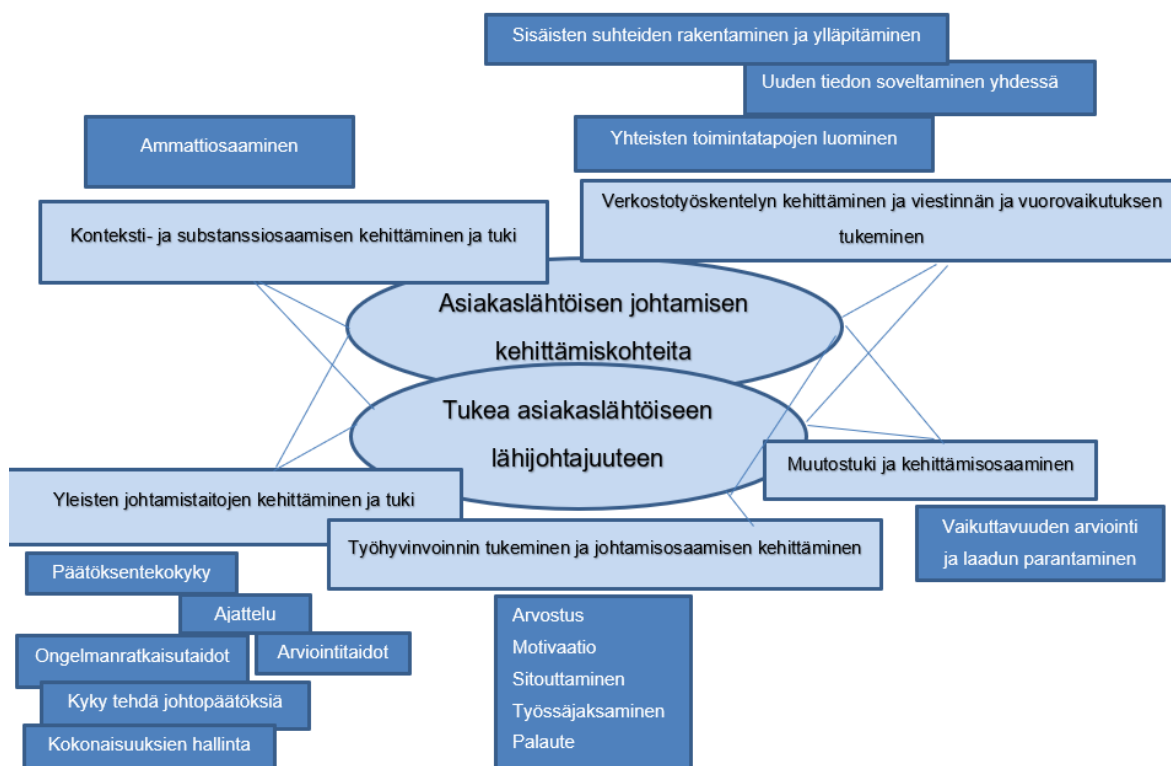 Sisäisten suhteiden rakentaminen ja ylläpitäminen
Uuden tiedon soveltaminen yhdessä
Yhteisten toimintatapojen luominen
Ammattiosaaminen
Verkostotyöskentelyn kehittäminen ja viestinnän ja vuorovaikutuksen
tukeminen
Konteksti- ja substanssiosaamisen kehittäminen ja tuki
Asiakaslähtöisen johtamisen
kehittämiskohteita
Tukea asiakaslähtöiseen
lähijohtajuuteen
Muutostuki ja kehittämisosaaminen
Yleisten johtamistaitojen kehittäminen ja tuki
Työhyvinvoinnin tukeminen ja johtamisosaamisen kehittäminen
Vaikuttavuuden arviointi
ja laadun parantaminen
Päätöksentekokyky
Ajattelu
Ongelmanratkaisutaidot
Arviointitaidot
Kyky tehdä johtopäätöksiä
Kokonaisuuksien hallinta
Arvostus
Motivaatio
Sitouttaminen
Työssäjaksaminen
Palaute